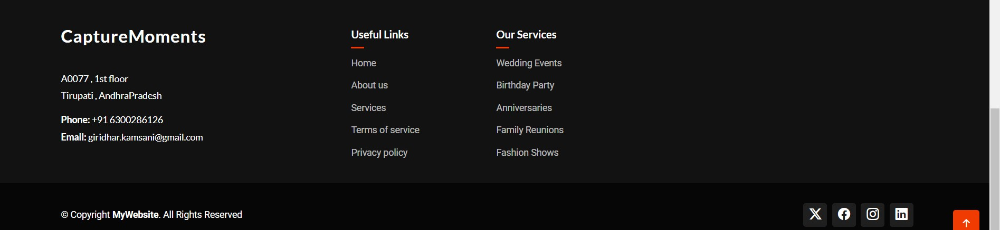 CaptureMoments
A0077 , 1st floor
Tirupati , AndhraPradesh
Phone: +91 6300286126
Email: giridhar.kamsani@gmail.com
Useful Links
Home
About us
Services
Terms of service
Privacy policy
Our Services
Wedding Events
Birthday Party
Anniversaries
Family Reunions
Fashion Shows
© Copyright MyWebsite. All Rights Reserved